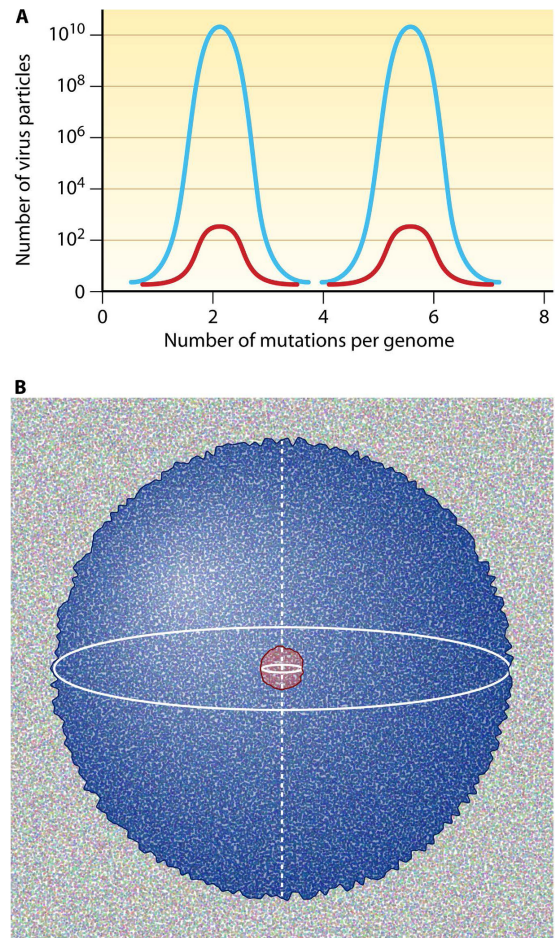 A
Number of virus particles
10¹⁰
10⁸
10⁶
10⁴
10²
0
0 2 4 6 8
Number of mutations per genome
B